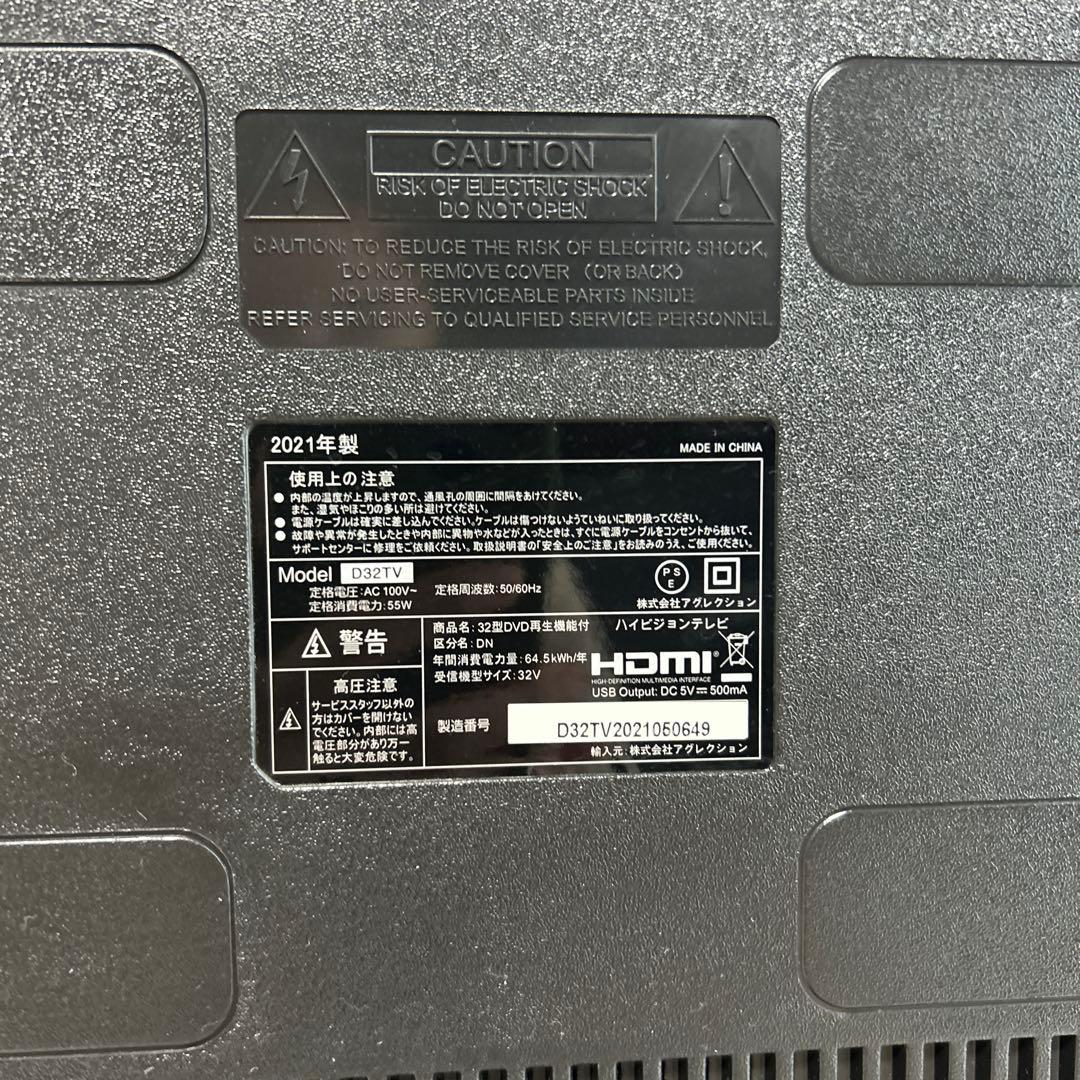 CAUTION
RISK OF ELECTRIC SHOCK
DO NOT OPEN
CAUTION: TO REDUCE THE RISK OF ELECTRIC SHOCK,
DO NOT REMOVE COVER (OR BACK)
NO USER-SERVICEABLE PARTS INSIDE
REFER SERVICING TO QUALIFIED SERVICE PERSONNEL
2021年製
MADE IN CHINA
使用上の注意
● 内部の温度が上昇しますので、通風孔の周囲に間隔をあけてください。
また、湿気やほこりの多い所は避けてください。
● 電源ケーブルは確実に差し込んでください。ケーブルは傷つけないようていねいに取り扱ってください。
● 故障や異常が発生したときや内部に異物や水などが入ったときは、すぐに電源ケーブルをコンセントから抜いて、
サポートセンターに修理をご依頼ください。取扱説明書の「安全上のご注意」をお読みのうえ、ご使用ください。
Model D32TV
定格電圧: AC 100V~ 定格周波数: 50/60Hz
定格消費電力: 55W
PSE
株式会社アグレクション
警告
高圧注意
サービススタッフ以外の
方はカバーを開けない
でください。内部には高
電圧部分があり万一
触ると大変危険です。
商品名: 32型DVD再生機能付 ハイビジョンテレビ
区分名: DN
年間消費電力量: 64.5kWh/年
受信機型サイズ: 32V
HDMI®
HIGH-DEFINITION MULTIMEDIA INTERFACE
USB Output: DC 5V⎓500mA
製造番号 D32TV2021050649
輸入元: 株式会社アグレクション